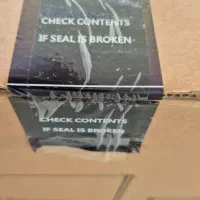 CHECK CONTENTS
IF SEAL IS BROKEN
CHECK CONTENTS
IF SEAL IS BROKEN